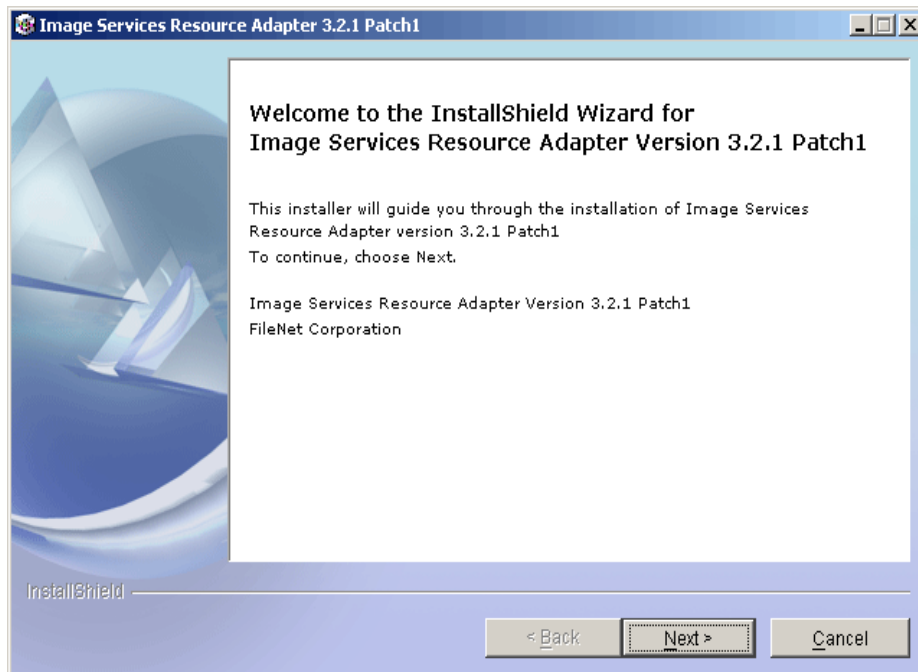 Image Services Resource Adapter 3.2.1 Patch1
Welcome to the InstallShield Wizard for
Image Services Resource Adapter Version 3.2.1 Patch1
This installer will guide you through the installation of Image Services
Resource Adapter version 3.2.1 Patch1
To continue, choose Next.
Image Services Resource Adapter Version 3.2.1 Patch1
FileNet Corporation
InstallShield
< Back
Next >
Cancel